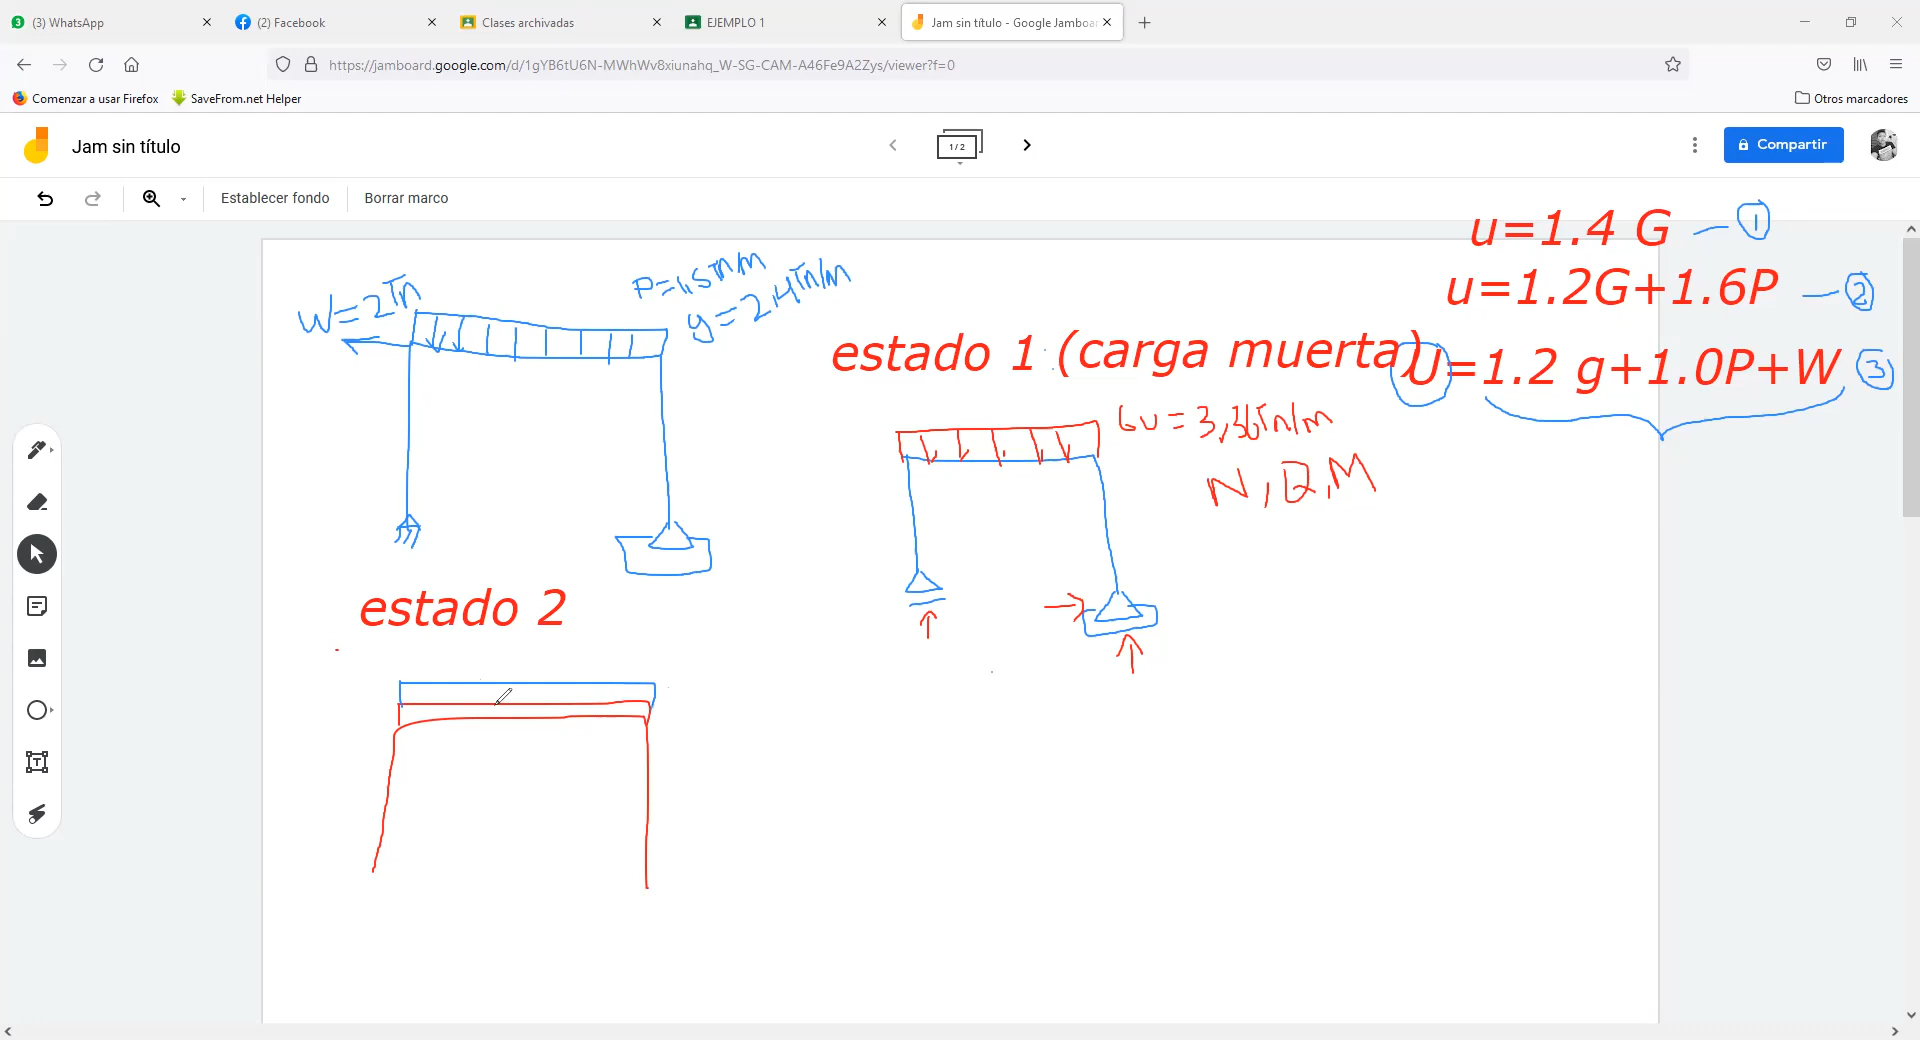 (3) WhatsApp
(2) Facebook
Clases archivadas
EJEMPLO 1
Jam sin título - Google Jamboar
https://jamboard.google.com/d/1gYB6tU6N-MWhWv8xiunahq_W-SG-CAM-A46Fe9A2Zys/viewer?f=0
Comenzar a usar Firefox
SaveFrom.net Helper
Otros marcadores
Jam sin título
1 / 2
Compartir
Establecer fondo
Borrar marco
u=1.4 G — 1
u=1.2G+1.6P — 2
U=1.2 g+1.0P+W 3
W=2Tn
P=1,5Tn/m
g=2,4Tn/m
estado 1 (carga muerta)
Gu=3,36Tn/m
N, Q, M
estado 2